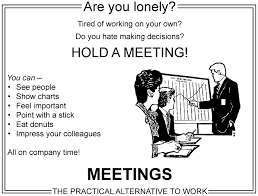 Are you lonely?
Tired of working on your own?
Do you hate making decisions?
HOLD A MEETING!
You can –
• See people
• Show charts
• Feel important
• Point with a stick
• Eat donuts
• Impress your colleagues
All on company time!
MEETINGS
THE PRACTICAL ALTERNATIVE TO WORK